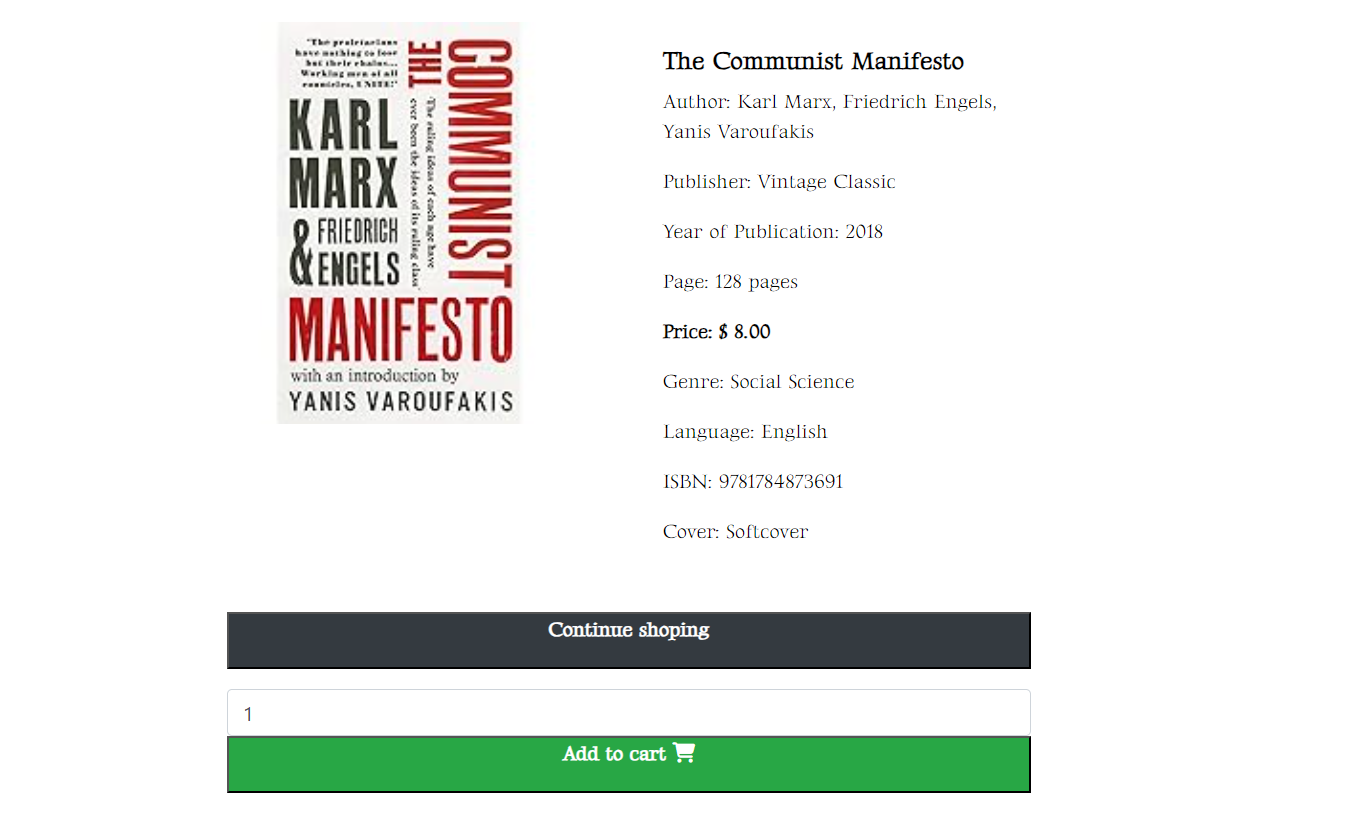 "The proletarians
have nothing to lose
but their chains...
Working men of all
countries, UNITE!"
THE
COMMUNIST
KARL
MARX
& FRIEDRICH
ENGELS
'The ruling ideas of each age have
ever been the ideas of its ruling class'
MANIFESTO
with an introduction by
YANIS VAROUFAKIS
The Communist Manifesto
Author: Karl Marx, Friedrich Engels,
Yanis Varoufakis
Publisher: Vintage Classic
Year of Publication: 2018
Page: 128 pages
Price: $ 8.00
Genre: Social Science
Language: English
ISBN: 9781784873691
Cover: Softcover
Continue shoping
1
Add to cart